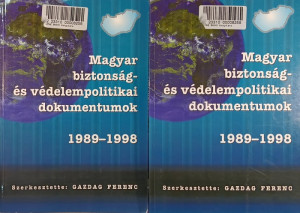 Magyar
biztonság-
és védelempolitikai
dokumentumok
1989–1998
Szerkesztette: GAZDAG FERENC
Magyar
biztonság-
és védelempolitikai
dokumentumok
1989–1998
Szerkesztette: GAZDAG FERENC